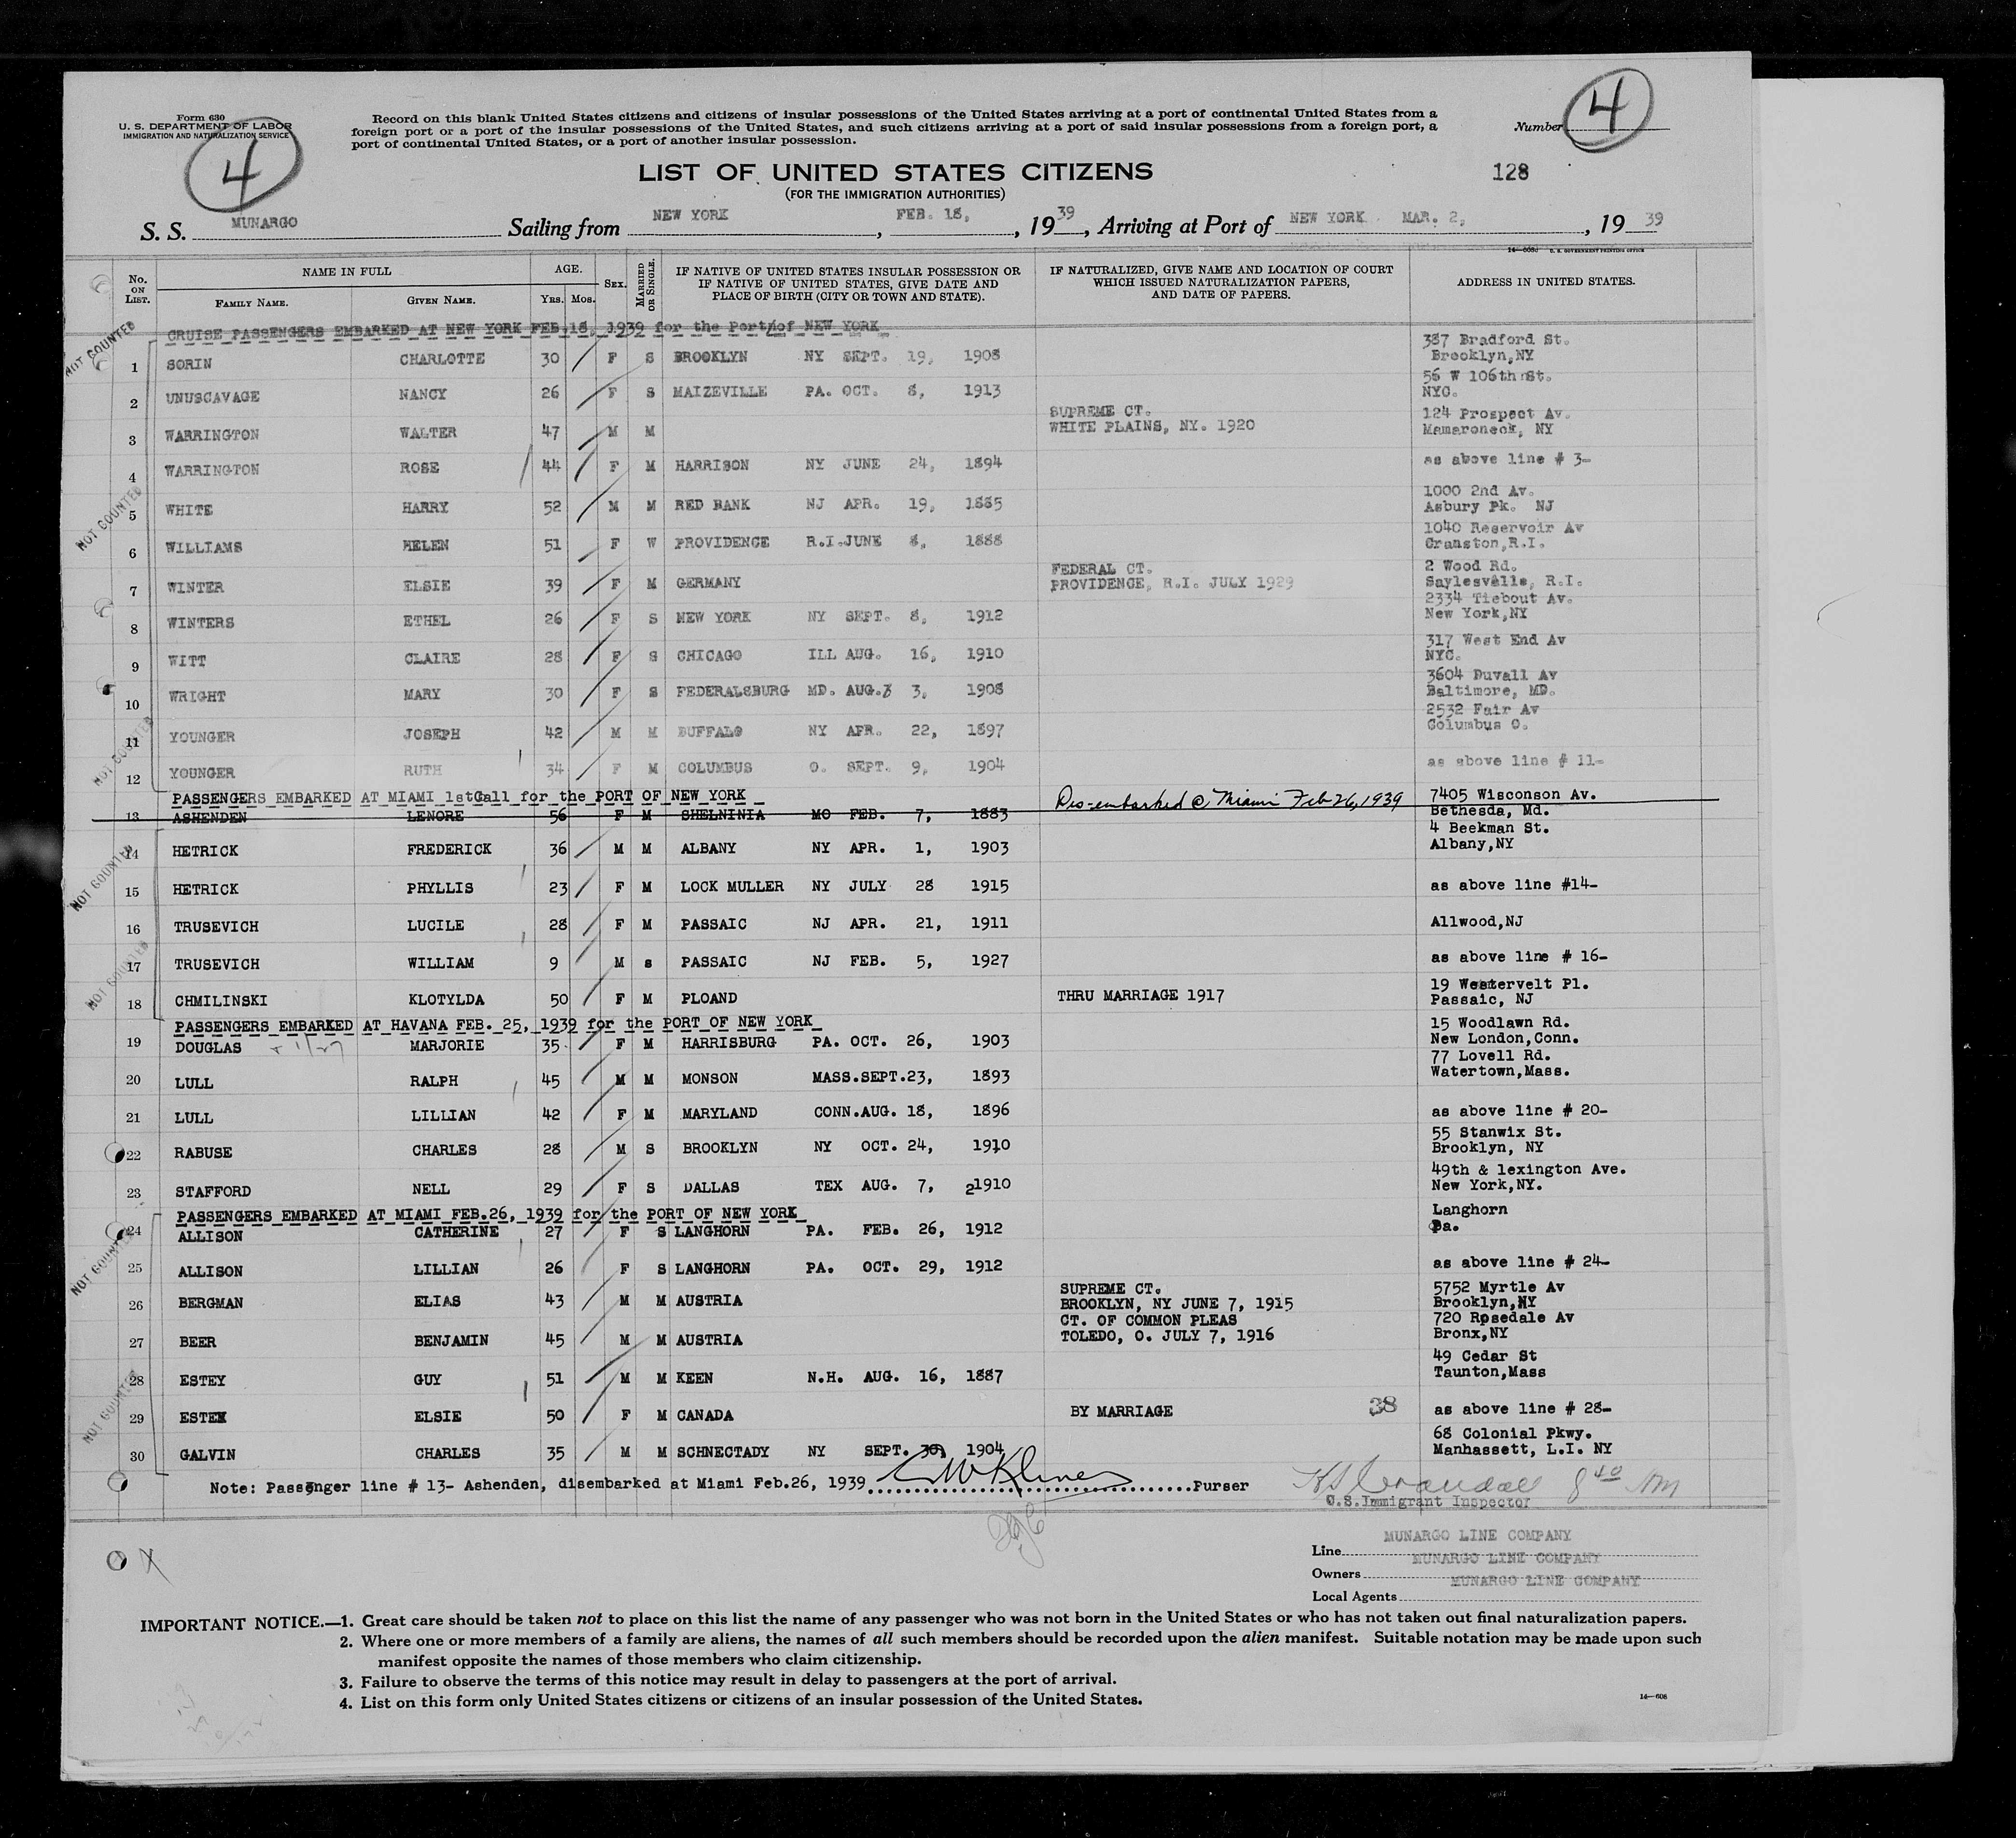 Form 630
U. S. DEPARTMENT OF LABOR
IMMIGRATION AND NATURALIZATION SERVICE
4
Record on this blank United States citizens and citizens of insular possessions of the United States arriving at a port of continental United States from a
foreign port or a port of the insular possessions of the United States, and such citizens arriving at a port of said insular possessions from a foreign port, a
port of continental United States, or a port of another insular possession.
Number 4
LIST OF UNITED STATES CITIZENS
128
(FOR THE IMMIGRATION AUTHORITIES)
S. S. MUNARGO Sailing from NEW YORK, FEB. 18, 1939, Arriving at Port of NEW YORK MAR. 2, 1939
14—608d U. S. GOVERNMENT PRINTING OFFICE
No. ON LIST. NAME IN FULL FAMILY NAME. GIVEN NAME. AGE. Yrs. Mos. SEX. MARRIED OR SINGLE. IF NATIVE OF UNITED STATES INSULAR POSSESSION OR IF NATIVE OF UNITED STATES, GIVE DATE AND PLACE OF BIRTH (CITY OR TOWN AND STATE). IF NATURALIZED, GIVE NAME AND LOCATION OF COURT WHICH ISSUED NATURALIZATION PAPERS, AND DATE OF PAPERS. ADDRESS IN UNITED STATES.
CRUISE PASSENGERS EMBARKED AT NEW YORK FEB.18, 1939 for the Port of NEW YORK
NOT COUNTED
1 SORIN CHARLOTTE 30 F S BROOKLYN NY SEPT. 19, 1908 387 Bradford St. Brooklyn,NY
2 UNUSCAVAGE NANCY 26 F S MAIZEVILLE PA. OCT. 8, 1913 56 W 106th St. NYC.
3 WARRINGTON WALTER 47 M M SUPREME CT. WHITE PLAINS, NY. 1920 124 Prospect Av. Mamaroneck, NY
4 WARRINGTON ROSE 44 F M HARRISON NY JUNE 24, 1894 as above line # 3-
NOT COUNTED
5 WHITE HARRY 52 M M RED BANK NJ APR. 19, 1885 1000 2nd Av. Asbury Pk. NJ
6 WILLIAMS HELEN 51 F W PROVIDENCE R.I.JUNE 8, 1888 1040 Reservoir Av Cranston,R.I.
7 WINTER ELSIE 39 F M GERMANY FEDERAL CT. PROVIDENCE, R.I. JULY 1929 2 Wood Rd. Saylesvelle, R.I.
8 WINTERS ETHEL 26 F S NEW YORK NY SEPT. 8, 1912 2334 Tiebout Av. New York,NY
9 WITT CLAIRE 28 F S CHICAGO ILL AUG. 16, 1910 317 West End Av NYC.
10 WRIGHT MARY 30 F S FEDERALSBURG MD. AUG. 3, 1908 3604 Duvall Av Baltimore, MD.
NOT COUNTED
11 YOUNGER JOSEPH 42 M M BUFFALO NY APR. 22, 1897 2532 Fair Av Columbus O.
12 YOUNGER RUTH 34 F M COLUMBUS O. SEPT. 9, 1904 as above line # 11-
PASSENGERS EMBARKED AT MIAMI 1stCall for the PORT OF NEW YORK
13 ASHENDEN LENORE 56 F M SHELNINIA MO FEB. 7, 1883 Dis-embarked @ Miami Feb 26, 1939 7405 Wisconson Av. Bethesda, Md.
NOT COUNTED
14 HETRICK FREDERICK 36 M M ALBANY NY APR. 1, 1903 4 Beekman St. Albany,NY
15 HETRICK PHYLLIS 23 F M LOCK MULLER NY JULY 28 1915 as above line #14-
16 TRUSEVICH LUCILE 28 F M PASSAIC NJ APR. 21, 1911 Allwood,NJ
NOT COUNTED
17 TRUSEVICH WILLIAM 9 M s PASSAIC NJ FEB. 5, 1927 as above line # 16-
18 CHMILINSKI KLOTYLDA 50 F M PLOAND THRU MARRIAGE 1917 19 Westervelt Pl. Passaic, NJ
PASSENGERS EMBARKED AT HAVANA FEB. 25, 1939 for the PORT OF NEW YORK
19 DOUGLAS MARJORIE 35 F M HARRISBURG PA. OCT. 26, 1903 15 Woodlawn Rd. New London,Conn.
20 LULL RALPH 45 M M MONSON MASS.SEPT.23, 1893 77 Lovell Rd. Watertown,Mass.
21 LULL LILLIAN 42 F M MARYLAND CONN.AUG. 18, 1896 as above line # 20-
22 RABUSE CHARLES 28 M S BROOKLYN NY OCT. 24, 1910 55 Stanwix St. Brooklyn, NY
23 STAFFORD NELL 29 F S DALLAS TEX AUG. 7, 1910 49th & lexington Ave. New York,NY.
PASSENGERS EMBARKED AT MIAMI FEB.26, 1939 for the PORT OF NEW YORK
24 ALLISON CATHERINE 27 F S LANGHORN PA. FEB. 26, 1912 Langhorn Pa.
NOT COUNTED
25 ALLISON LILLIAN 26 F S LANGHORN PA. OCT. 29, 1912 as above line # 24-
26 BERGMAN ELIAS 43 M M AUSTRIA SUPREME CT. BROOKLYN, NY JUNE 7, 1915 5752 Myrtle Av Brooklyn,NY
27 BEER BENJAMIN 45 M M AUSTRIA CT. OF COMMON PLEAS TOLEDO, O. JULY 7, 1916 720 Rosedale Av Bronx,NY
28 ESTEY GUY 51 M M KEEN N.H. AUG. 16, 1887 49 Cedar St Taunton,Mass
NOT COUNTED
29 ESTEY ELSIE 50 F M CANADA BY MARRIAGE 38 as above line # 28-
30 GALVIN CHARLES 35 M M SCHNECTADY NY SEPT. 30, 1904 68 Colonial Pkwy. Manhassett, L.I. NY
Note: Passenger line # 13- Ashenden, disembarked at Miami Feb.26, 1939 Purser
8 40 AM
U.S.Immigrant Inspector
Line MUNARGO LINE COMPANY
Owners MUNARGO LINE COMPANY
Local Agents MUNARGO LINE COMPANY
IMPORTANT NOTICE.—1. Great care should be taken not to place on this list the name of any passenger who was not born in the United States or who has not taken out final naturalization papers.
2. Where one or more members of a family are aliens, the names of all such members should be recorded upon the alien manifest. Suitable notation may be made upon such
manifest opposite the names of those members who claim citizenship.
3. Failure to observe the terms of this notice may result in delay to passengers at the port of arrival.
4. List on this form only United States citizens or citizens of an insular possession of the United States.
14—608